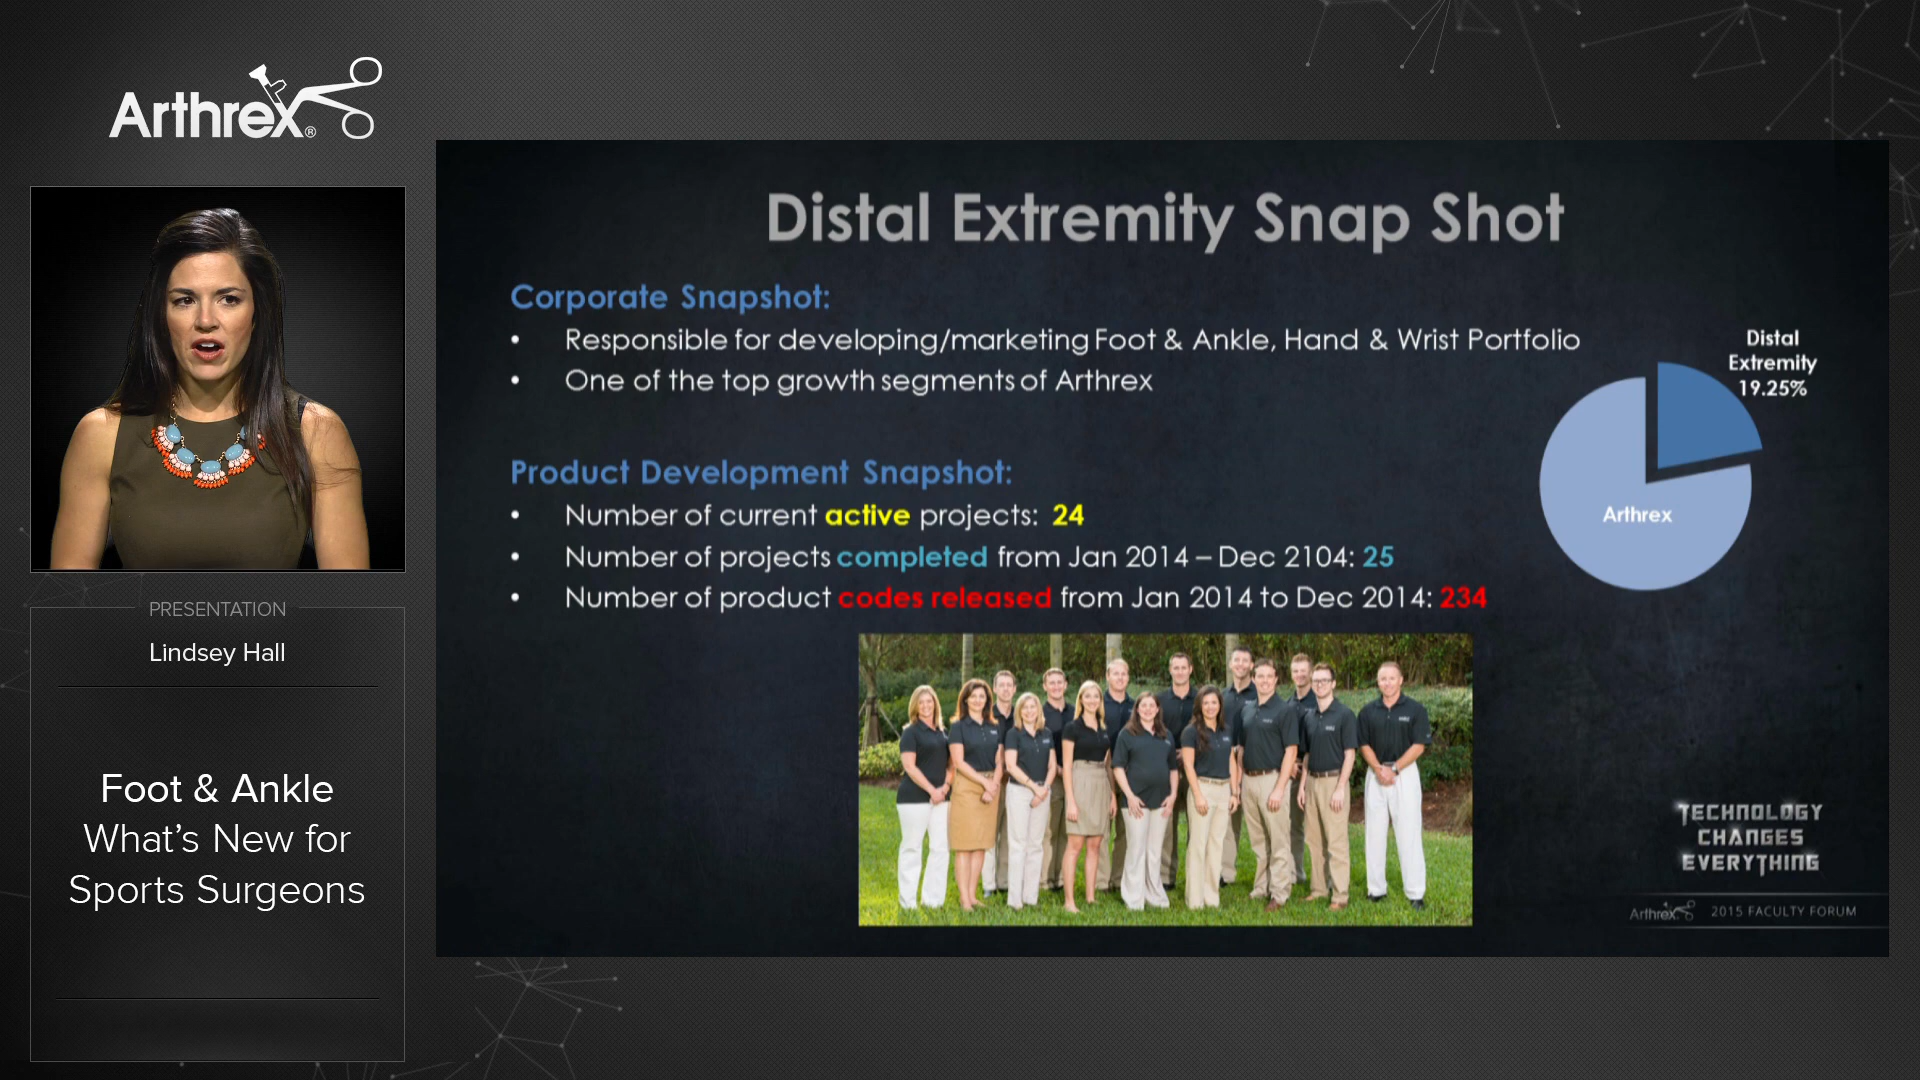 Arthrex®
PRESENTATION
Lindsey Hall
Foot & Ankle
What's New for
Sports Surgeons
Distal Extremity Snap Shot
Corporate Snapshot:
• Responsible for developing/marketing Foot & Ankle, Hand & Wrist Portfolio
• One of the top growth segments of Arthrex
Product Development Snapshot:
• Number of current active projects: 24
• Number of projects completed from Jan 2014 – Dec 2104: 25
• Number of product codes released from Jan 2014 to Dec 2014: 234
Distal
Extremity
19.25%
Arthrex
TECHNOLOGY
CHANGES
EVERYTHING
Arthrex 2015 FACULTY FORUM